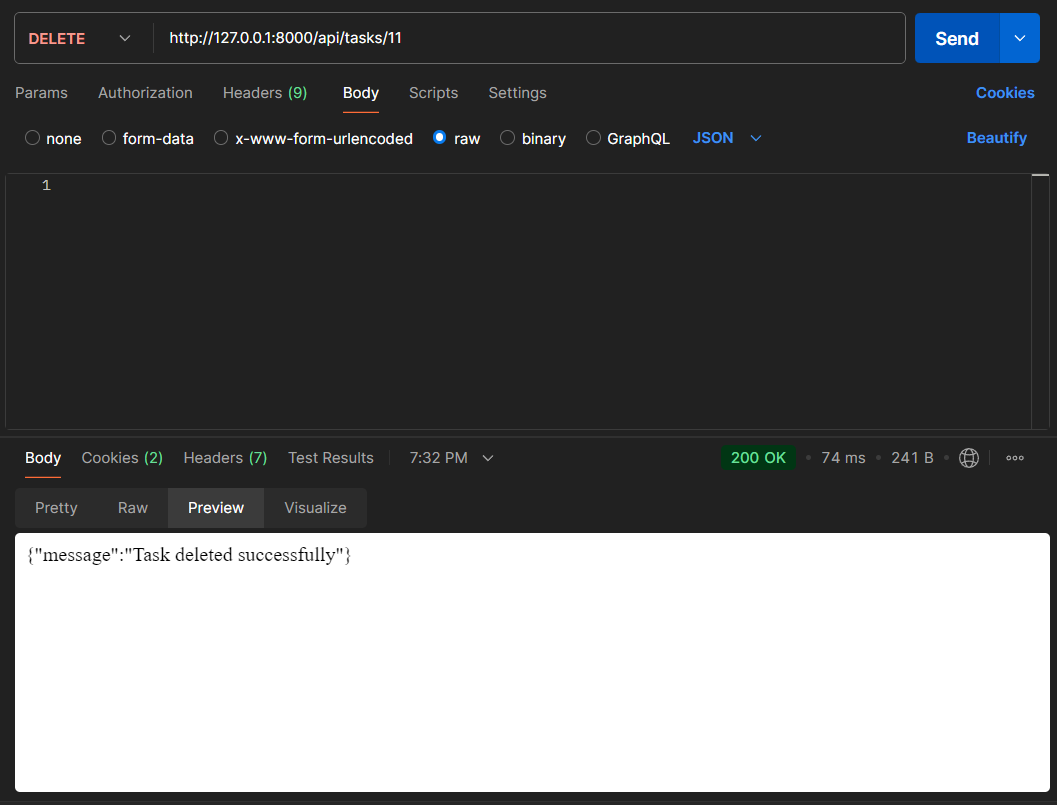 DELETE http://127.0.0.1:8000/api/tasks/11 Send
Params Authorization Headers (9) Body Scripts Settings Cookies
none form-data x-www-form-urlencoded raw binary GraphQL JSON Beautify
1
Body Cookies (2) Headers (7) Test Results 7:32 PM 200 OK 74 ms 241 B
Pretty Raw Preview Visualize
{"message":"Task deleted successfully"}